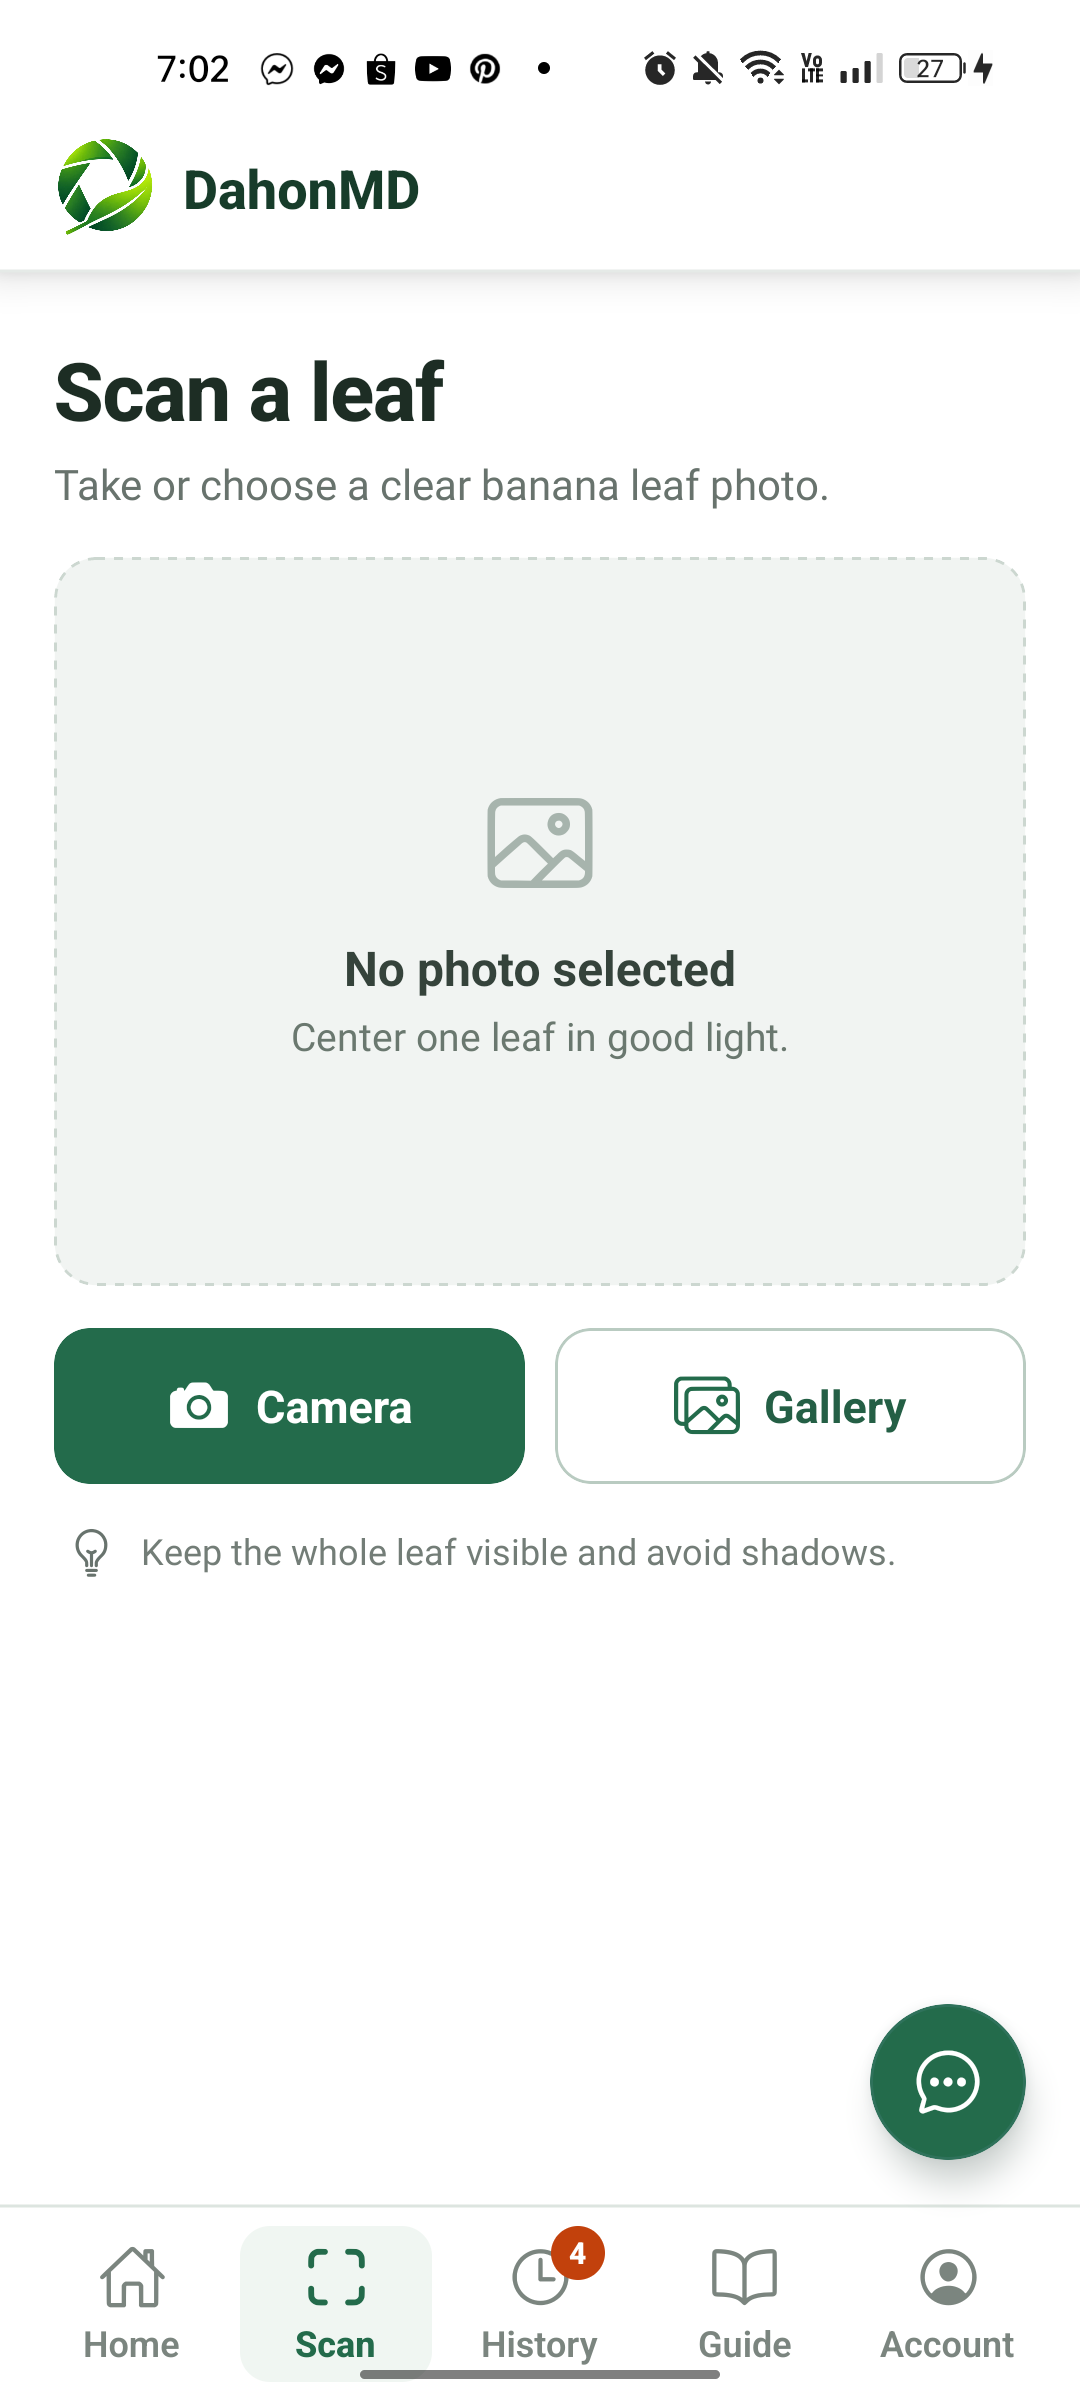 7:02
Vo
LTE
27
DahonMD
Scan a leaf
Take or choose a clear banana leaf photo.
No photo selected
Center one leaf in good light.
Camera
Gallery
Keep the whole leaf visible and avoid shadows.
4
Home
Scan
History
Guide
Account